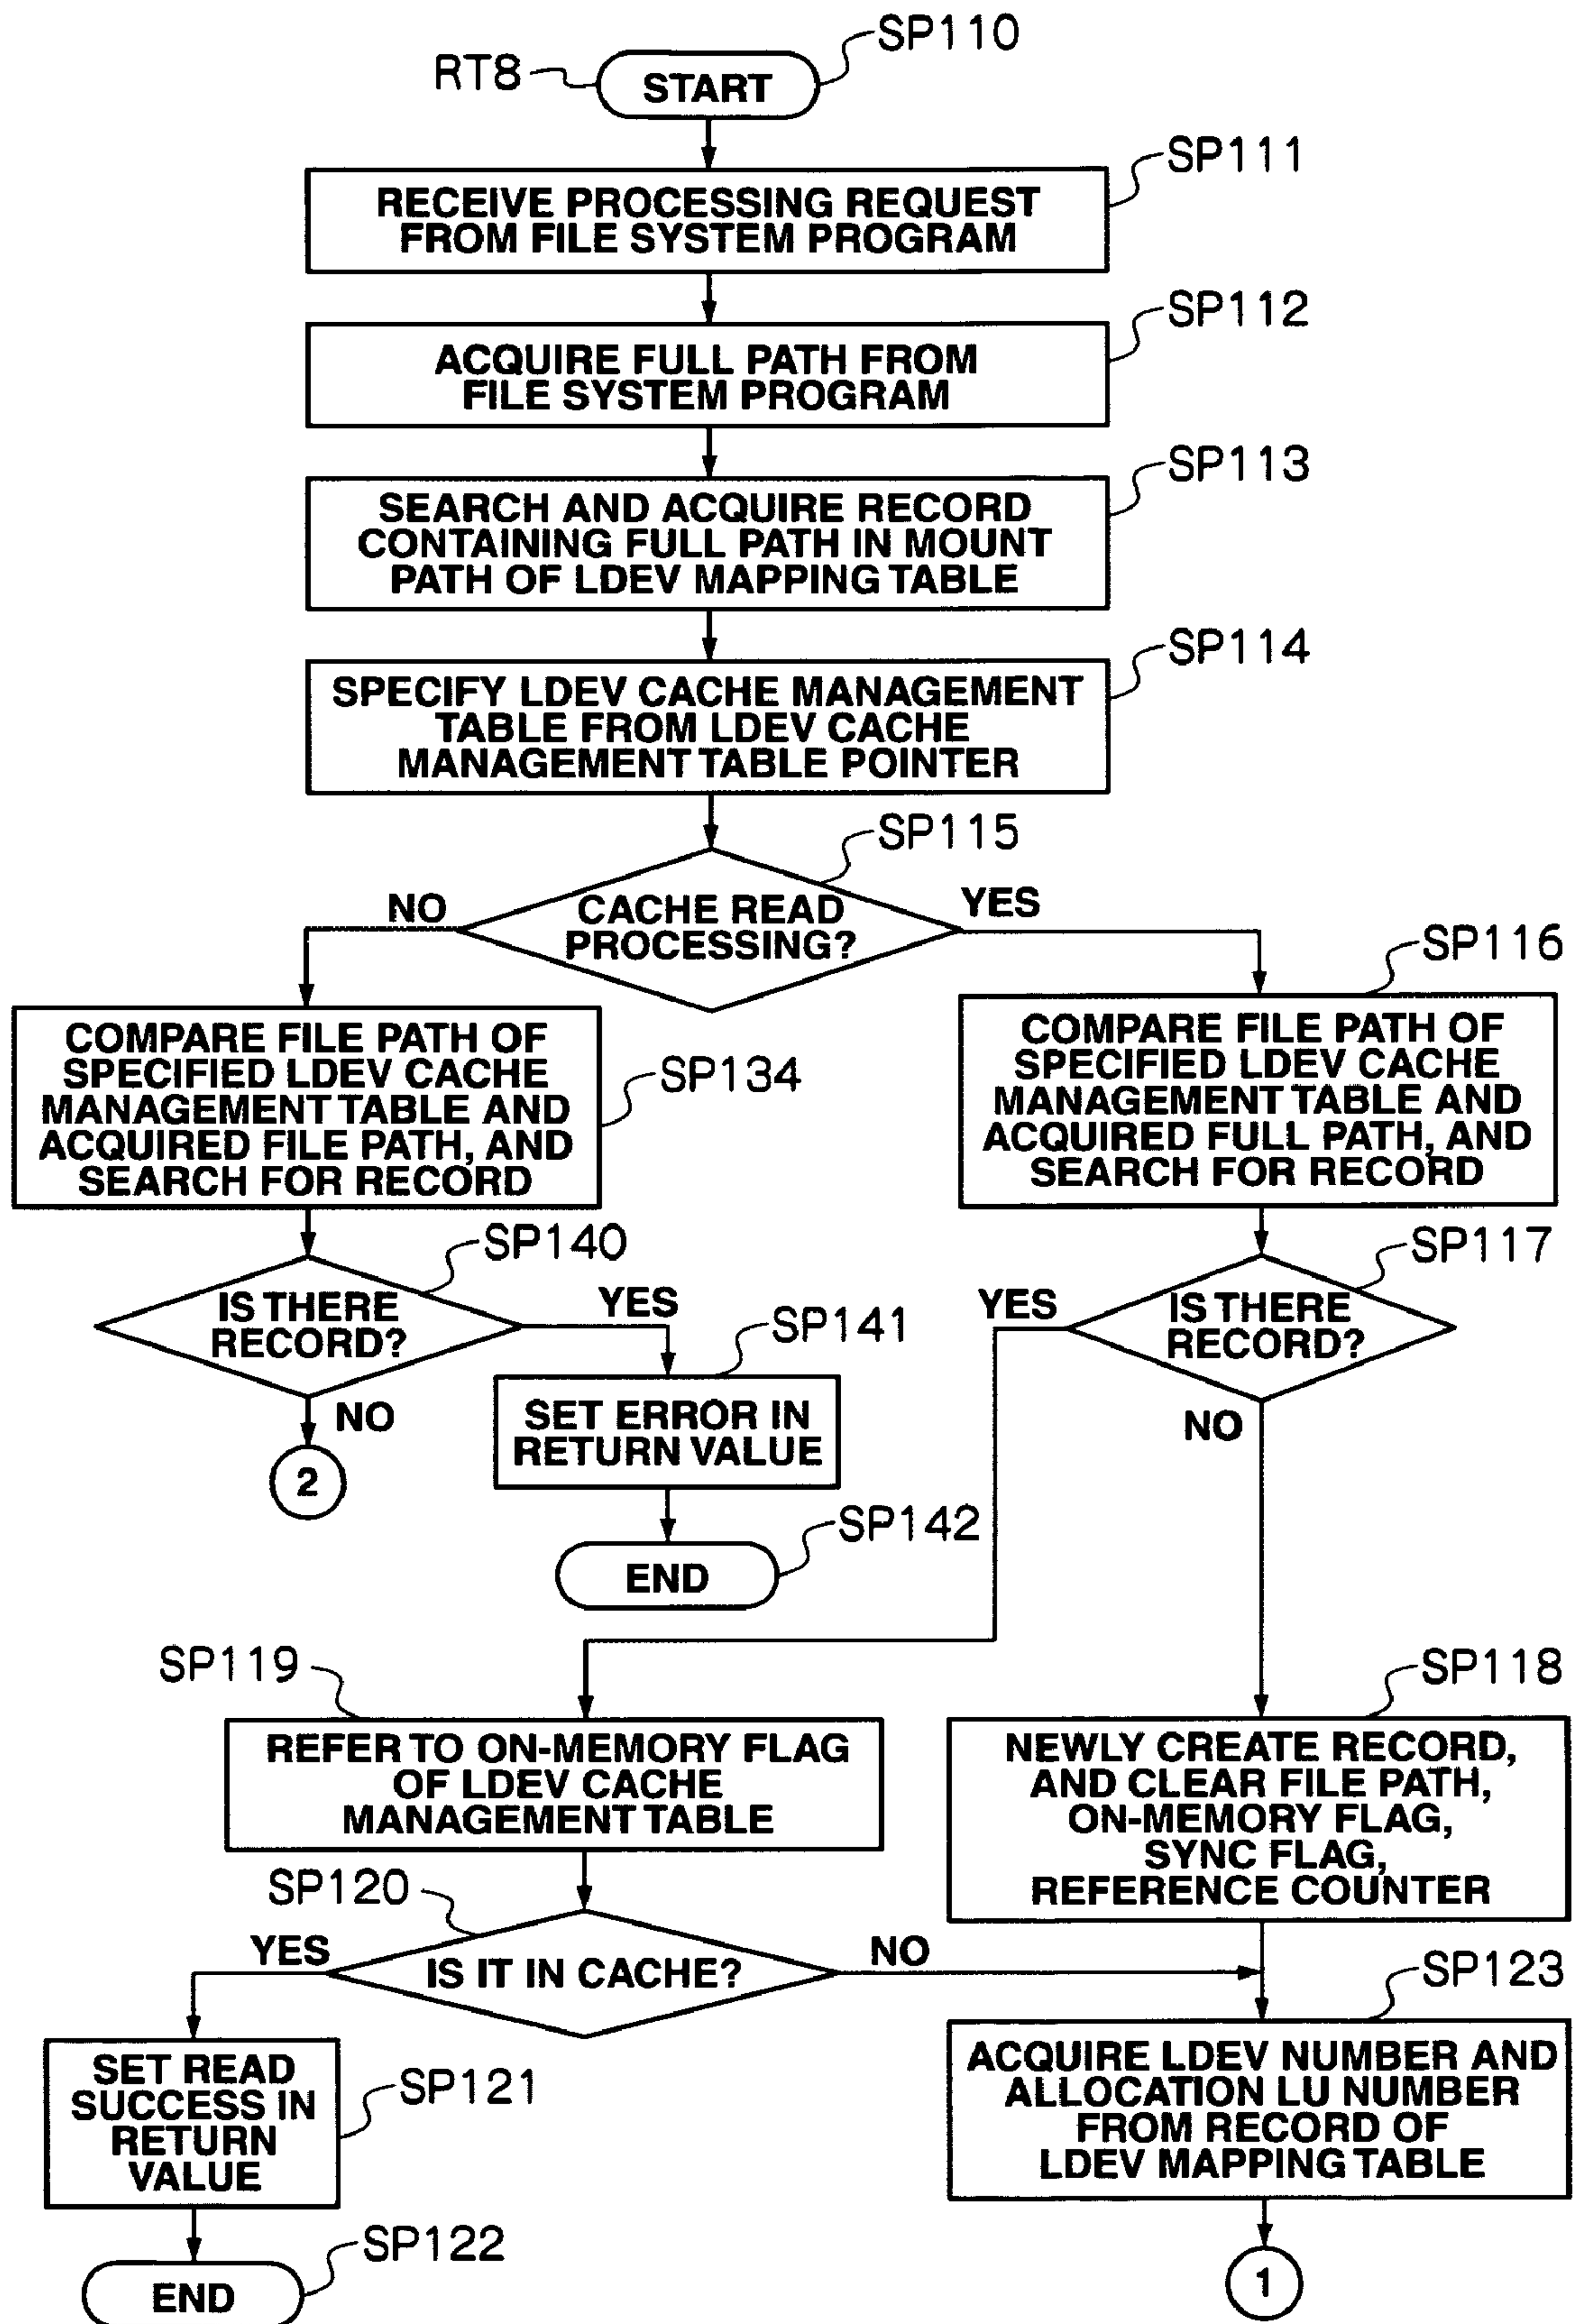 SP110
RT8
START
SP111
RECEIVE PROCESSING REQUEST
FROM FILE SYSTEM PROGRAM
SP112
ACQUIRE FULL PATH FROM
FILE SYSTEM PROGRAM
SP113
SEARCH AND ACQUIRE RECORD
CONTAINING FULL PATH IN MOUNT
PATH OF LDEV MAPPING TABLE
SP114
SPECIFY LDEV CACHE MANAGEMENT
TABLE FROM LDEV CACHE
MANAGEMENT TABLE POINTER
SP115
CACHE READ
PROCESSING?
NO
YES
SP134
COMPARE FILE PATH OF
SPECIFIED LDEV CACHE
MANAGEMENT TABLE AND
ACQUIRED FILE PATH, AND
SEARCH FOR RECORD
SP116
COMPARE FILE PATH OF
SPECIFIED LDEV CACHE
MANAGEMENT TABLE AND
ACQUIRED FULL PATH, AND
SEARCH FOR RECORD
SP140
IS THERE
RECORD?
YES
NO
2
SP141
SET ERROR IN
RETURN VALUE
SP142
END
SP117
IS THERE
RECORD?
YES
NO
SP119
REFER TO ON-MEMORY FLAG
OF LDEV CACHE
MANAGEMENT TABLE
SP118
NEWLY CREATE RECORD,
AND CLEAR FILE PATH,
ON-MEMORY FLAG,
SYNC FLAG,
REFERENCE COUNTER
SP120
IS IT IN CACHE?
YES
NO
SP121
SET READ
SUCCESS IN
RETURN
VALUE
SP122
END
SP123
ACQUIRE LDEV NUMBER AND
ALLOCATION LU NUMBER
FROM RECORD OF
LDEV MAPPING TABLE
1